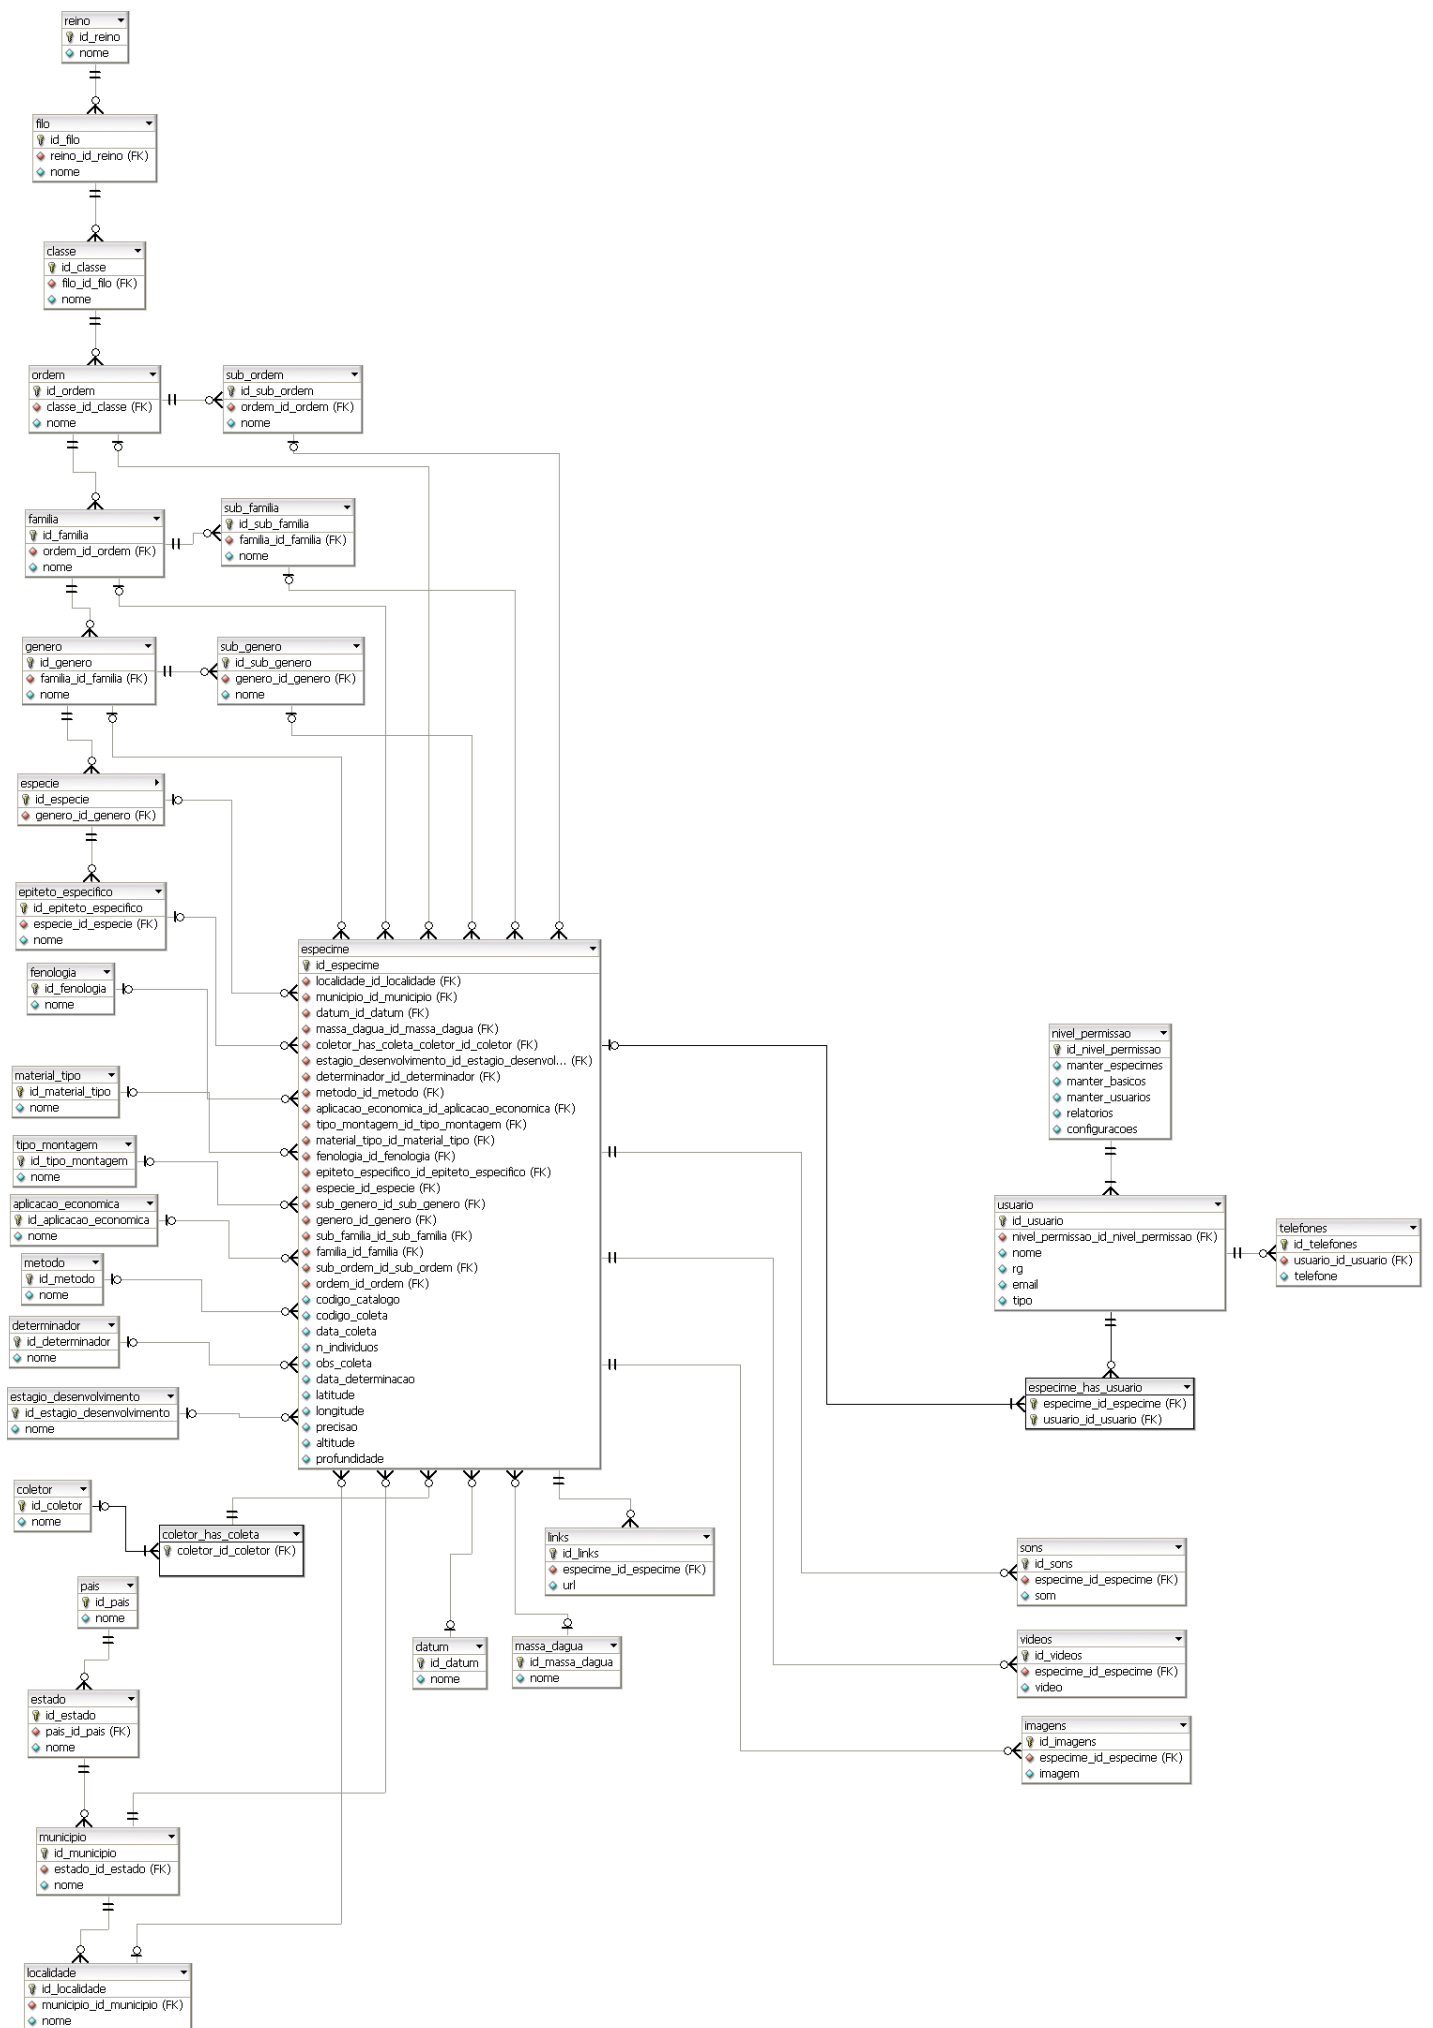 reino
id_reino
nome
filo
id_filo
reino_id_reino (FK)
nome
classe
id_classe
filo_id_filo (FK)
nome
ordem
id_ordem
classe_id_classe (FK)
nome
sub_ordem
id_sub_ordem
ordem_id_ordem (FK)
nome
familia
id_familia
ordem_id_ordem (FK)
nome
sub_familia
id_sub_familia
familia_id_familia (FK)
nome
genero
id_genero
familia_id_familia (FK)
nome
sub_genero
id_sub_genero
genero_id_genero (FK)
nome
especie
id_especie
genero_id_genero (FK)
epiteto_especifico
id_epiteto_especifico
especie_id_especie (FK)
nome
fenologia
id_fenologia
nome
material_tipo
id_material_tipo
nome
tipo_montagem
id_tipo_montagem
nome
aplicacao_economica
id_aplicacao_economica
nome
metodo
id_metodo
nome
determinador
id_determinador
nome
estagio_desenvolvimento
id_estagio_desenvolvimento
nome
especime
id_especime
localidade_id_localidade (FK)
municipio_id_municipio (FK)
datum_id_datum (FK)
massa_dagua_id_massa_dagua (FK)
coletor_has_coleta_coletor_id_coletor (FK)
estagio_desenvolvimento_id_estagio_desenvol... (FK)
determinador_id_determinador (FK)
metodo_id_metodo (FK)
aplicacao_economica_id_aplicacao_economica (FK)
tipo_montagem_id_tipo_montagem (FK)
material_tipo_id_material_tipo (FK)
fenologia_id_fenologia (FK)
epiteto_especifico_id_epiteto_especifico (FK)
especie_id_especie (FK)
sub_genero_id_sub_genero (FK)
genero_id_genero (FK)
sub_familia_id_sub_familia (FK)
familia_id_familia (FK)
sub_ordem_id_sub_ordem (FK)
ordem_id_ordem (FK)
codigo_catalogo
codigo_coleta
data_coleta
n_individuos
obs_coleta
data_determinacao
latitude
longitude
precisao
altitude
profundidade
nivel_permissao
id_nivel_permissao
manter_especimes
manter_basicos
manter_usuarios
relatorios
configuracoes
usuario
id_usuario
nivel_permissao_id_nivel_permissao (FK)
nome
rg
email
tipo
telefones
id_telefones
usuario_id_usuario (FK)
telefone
especime_has_usuario
especime_id_especime (FK)
usuario_id_usuario (FK)
coletor
id_coletor
nome
coletor_has_coleta
coletor_id_coletor (FK)
links
id_links
especime_id_especime (FK)
url
sons
id_sons
especime_id_especime (FK)
som
pais
id_pais
nome
datum
id_datum
nome
massa_dagua
id_massa_dagua
nome
videos
id_videos
especime_id_especime (FK)
video
estado
id_estado
pais_id_pais (FK)
nome
imagens
id_imagens
especime_id_especime (FK)
imagem
municipio
id_municipio
estado_id_estado (FK)
nome
localidade
id_localidade
municipio_id_municipio (FK)
nome